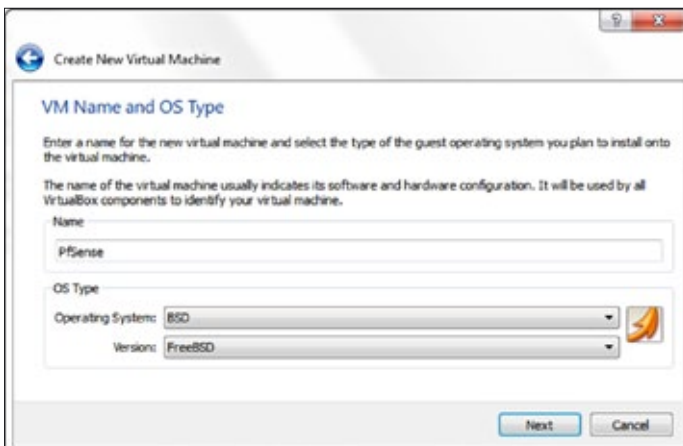 Create New Virtual Machine
VM Name and OS Type
Enter a name for the new virtual machine and select the type of the guest operating system you plan to install onto
the virtual machine.
The name of the virtual machine usually indicates its software and hardware configuration. It will be used by all
VirtualBox components to identify your virtual machine.
Name
PfSense
OS Type
Operating System: BSD
Version: FreeBSD
Next Cancel